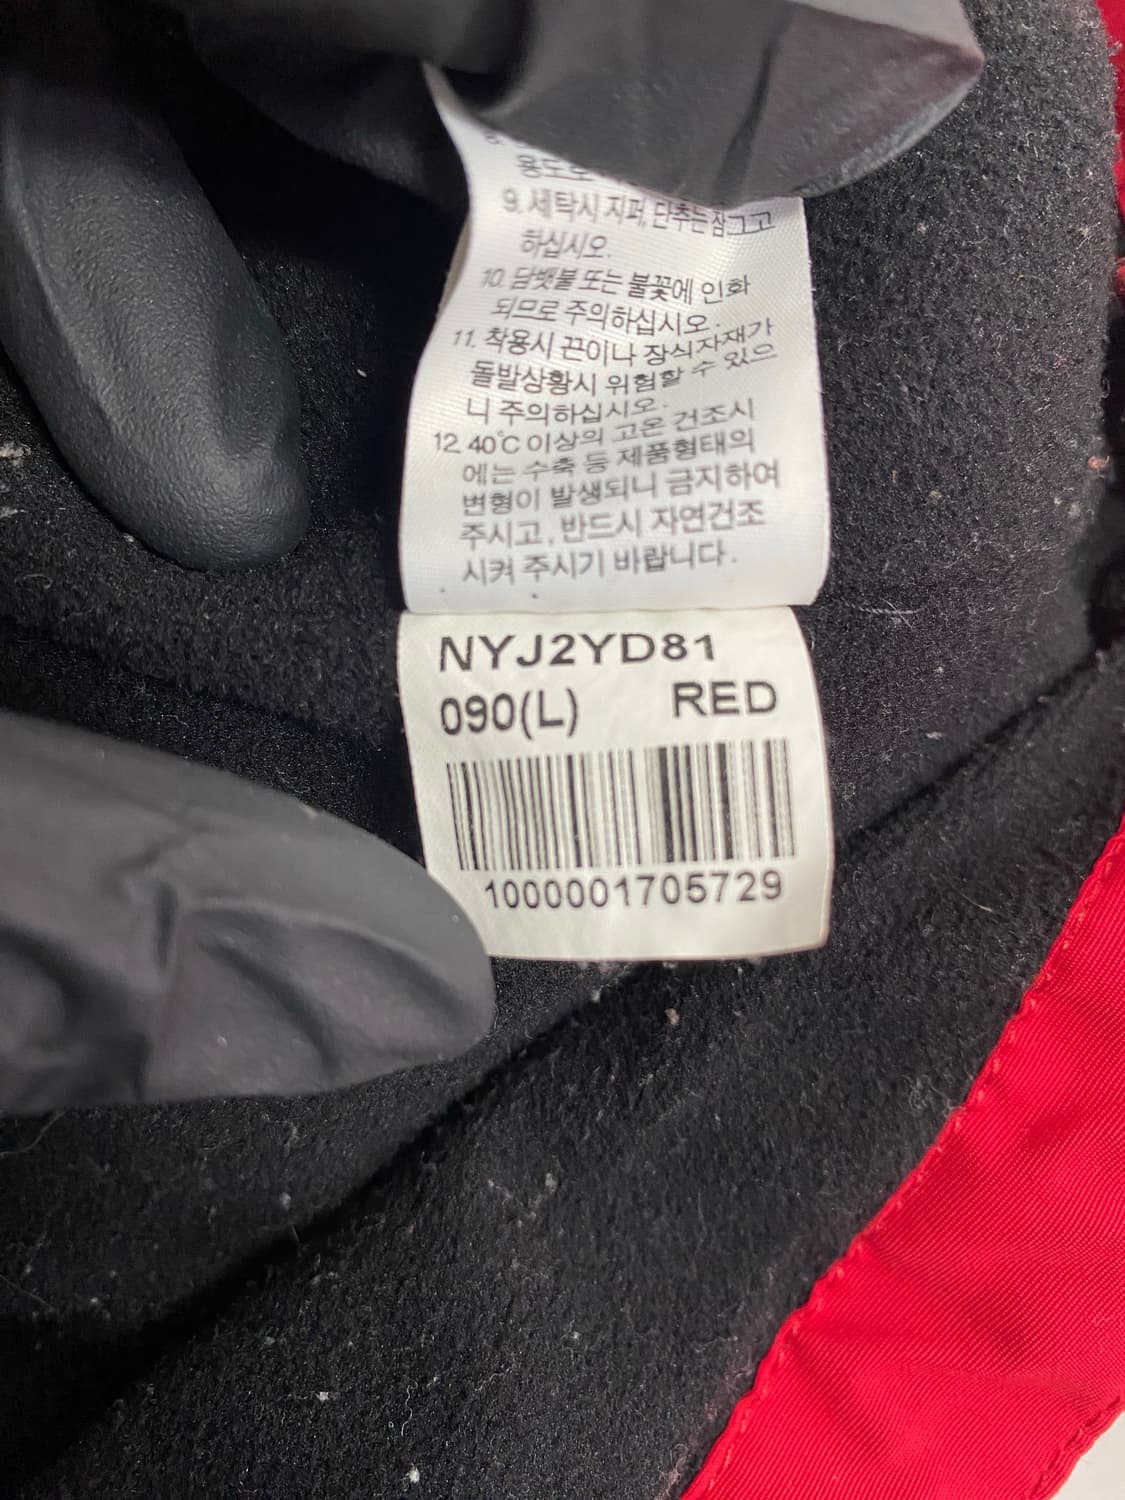 용도로
9. 세탁시 지퍼, 단추는 잠그고
하십시오.
10. 담뱃불 또는 불꽃에 인화
되므로 주의하십시오.
11. 착용시 끈이나 장식자재가
돌발상황시 위험할 수 있으
니 주의하십시오.
12. 40℃ 이상의 고온 건조시
에는 수축 등 제품형태의
변형이 발생되니 금지하여
주시고, 반드시 자연건조
시켜 주시기 바랍니다.
NYJ2YD81
090(L) RED
1000001705729